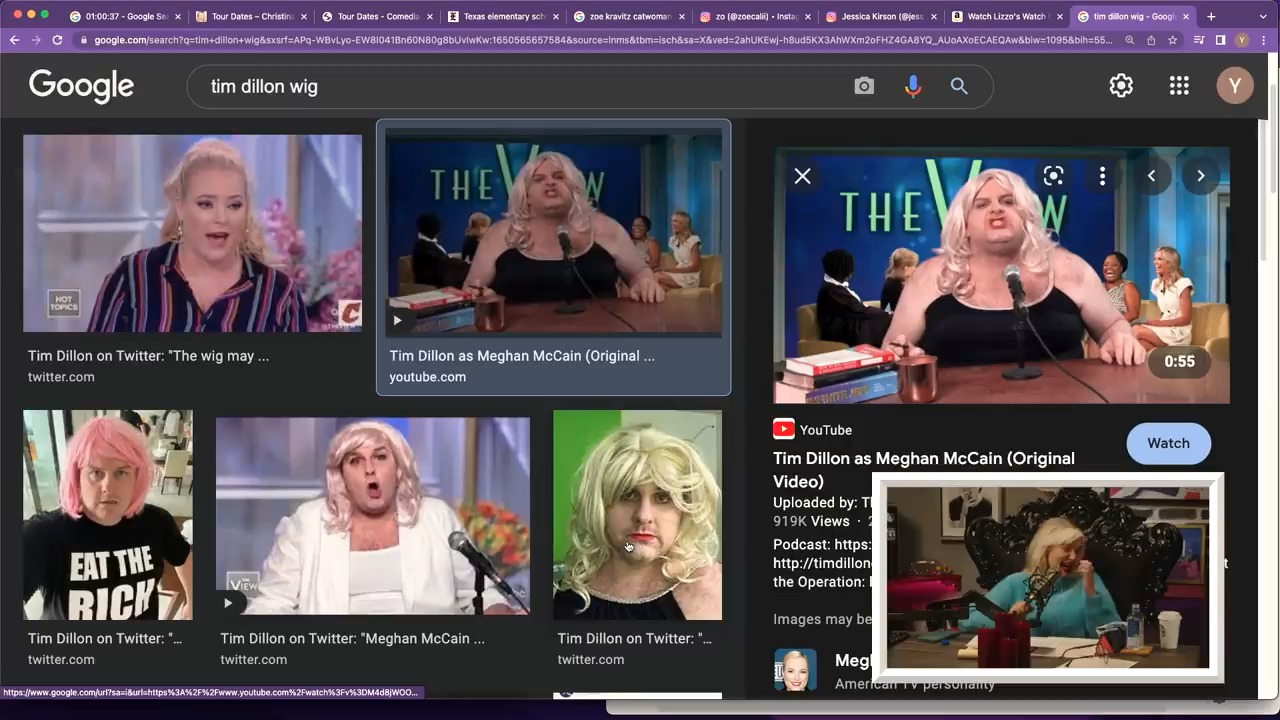 01:00:37 - Google Se
Tour Dates – Christina
Tour Dates - Comedia
Texas elementary sch
zoe kravitz catwoman
zo (@zoecalii) • Insta
Jessica Kirson (@jess
Watch Lizzo's Watch
tim dillon wig - Googl
google.com/search?q=tim+dillon+wig&sxsrf=APq-WBvLyo-EW8I041Bn60N80g8bUvlwKw:1650565657584&source=lnms&tbm=isch&sa=X&ved=2ahUKEwj-h8ud5KX3AhWXm2oFHZ4GA8YQ_AUoAXoECAEQAw&biw=1095&bih=55...
Y
Google
tim dillon wig
Y
HOT
TOPICS
Tim Dillon on Twitter: "The wig may ...
twitter.com
THE VIEW
Tim Dillon as Meghan McCain (Original ...
youtube.com
EAT THE
RICH
Tim Dillon on Twitter: "...
twitter.com
The View
Tim Dillon on Twitter: "Meghan McCain ...
twitter.com
Tim Dillon on Twitter: "...
twitter.com
THE VIEW
0:55
YouTube
Watch
Tim Dillon as Meghan McCain (Original
Video)
Uploaded by: T
919K Views ·
Podcast: https:
http://timdillon
the Operation:
Images may be
Megh
American TV personality
https://www.google.com/url?sa=i&url=https%3A%2F%2Fwww.youtube.com%2Fwatch%3Fv%3DM4d8jWOO...